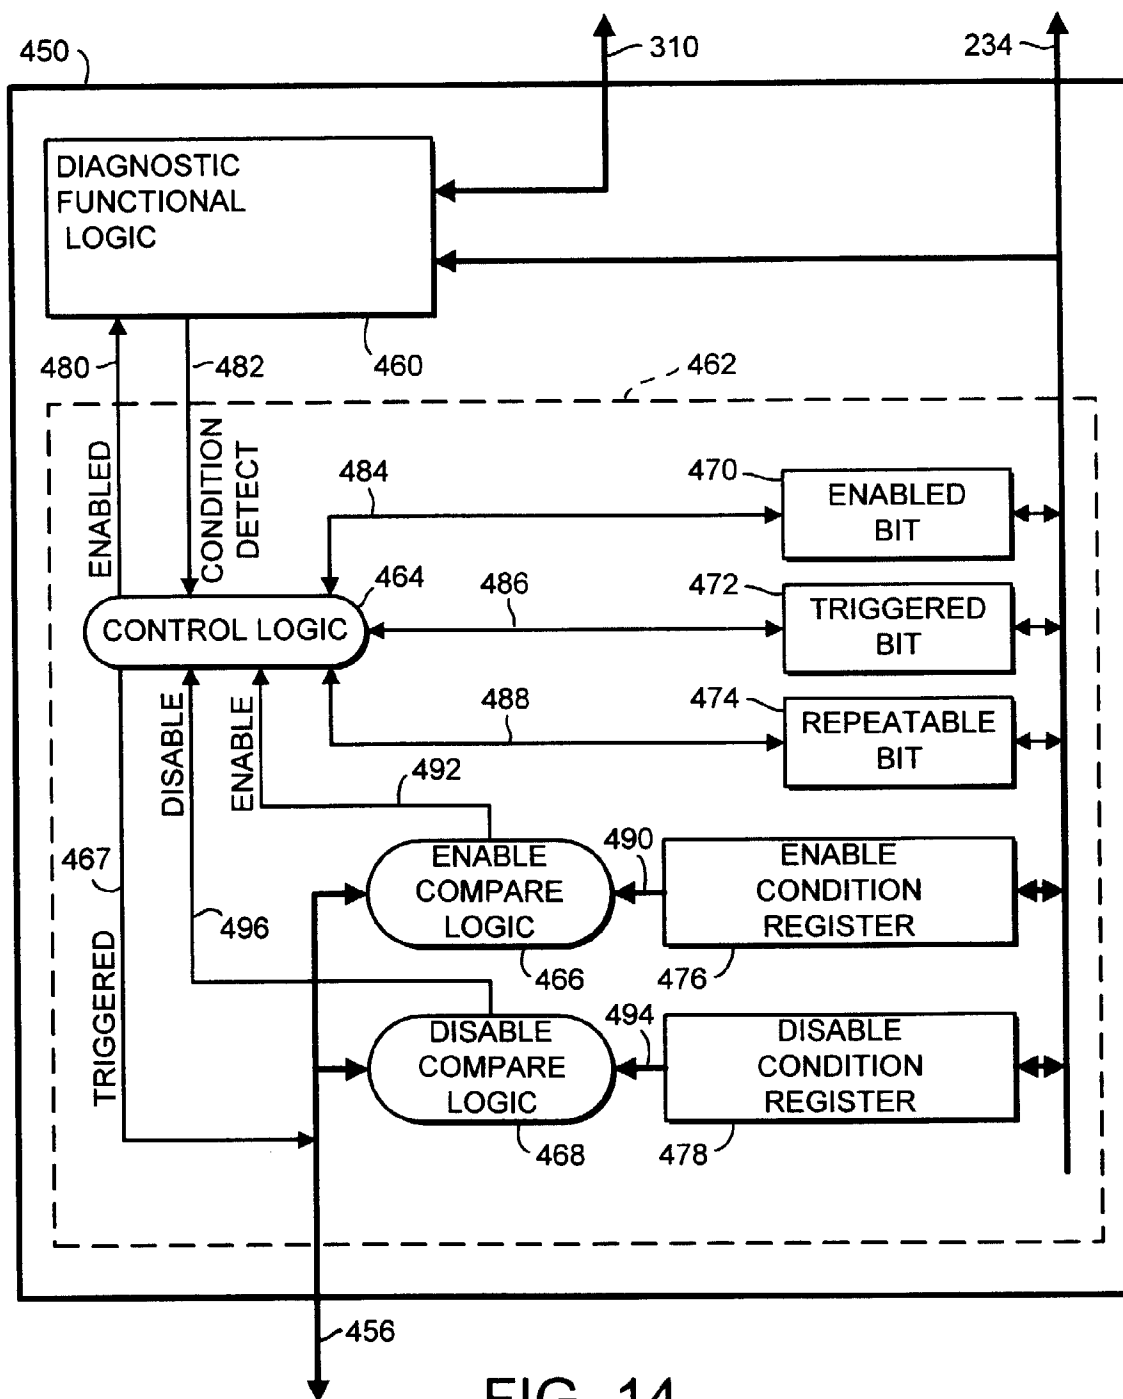 450
310
234
DIAGNOSTIC
FUNCTIONAL
LOGIC
480
482
460
462
ENABLED
CONDITION
DETECT
484
470
ENABLED
BIT
464
CONTROL LOGIC
486
472
TRIGGERED
BIT
DISABLE
ENABLE
488
474
REPEATABLE
BIT
492
467
ENABLE
COMPARE
LOGIC
490
ENABLE
CONDITION
REGISTER
496
466
476
TRIGGERED
DISABLE
COMPARE
LOGIC
494
DISABLE
CONDITION
REGISTER
468
478
456
FIG. 14